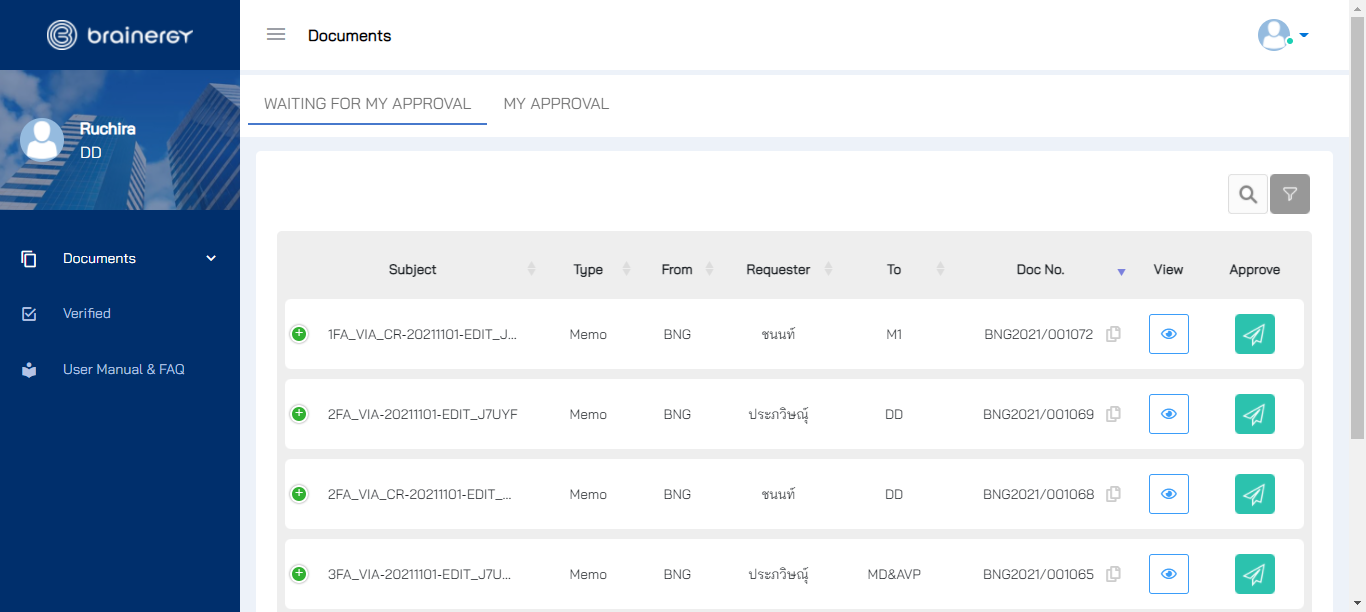 brainergy
Documents
WAITING FOR MY APPROVAL MY APPROVAL
Ruchira
DD
Documents
Verified
User Manual & FAQ
Subject Type From Requester To Doc No. View Approve
1FA_VIA_CR-20211101-EDIT_J... Memo BNG ชนนท์ M1 BNG2021/001072
2FA_VIA-20211101-EDIT_J7UYF Memo BNG ประภวิษณุ์ DD BNG2021/001069
2FA_VIA_CR-20211101-EDIT_... Memo BNG ชนนท์ DD BNG2021/001068
3FA_VIA-20211101-EDIT_J7U... Memo BNG ประภวิษณุ์ MD&AVP BNG2021/001065